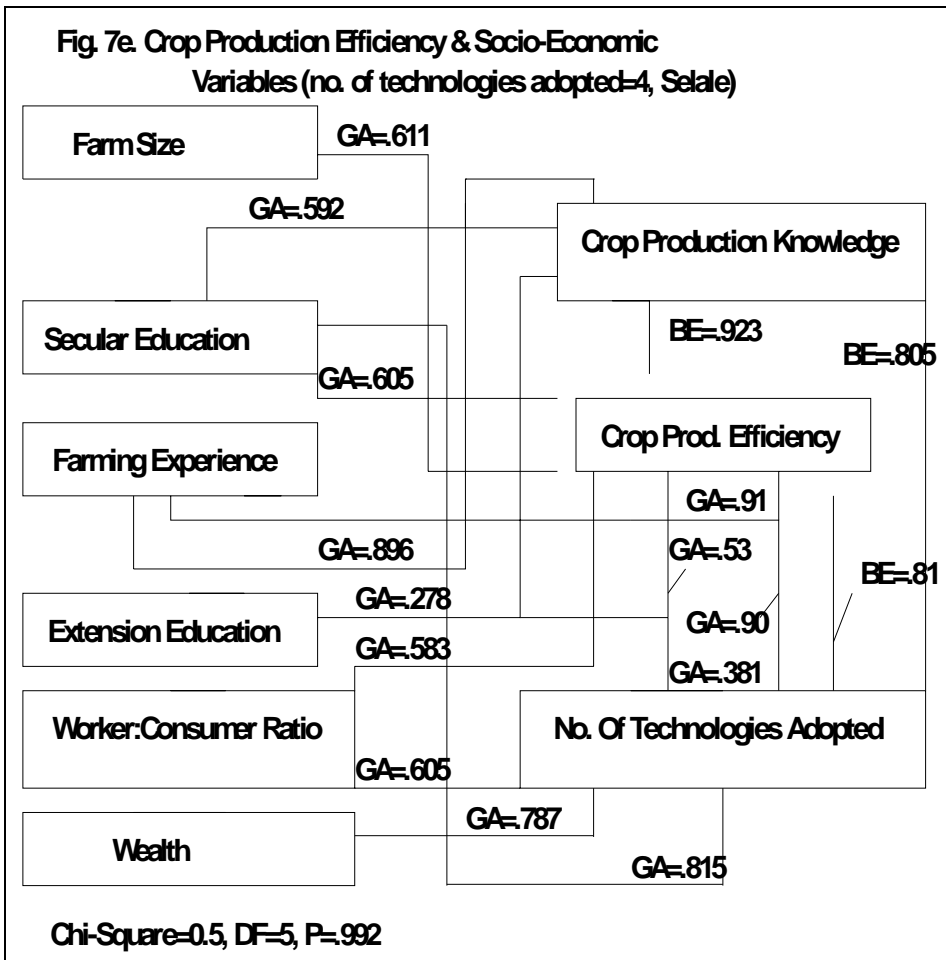 Fig. 7e. Crop Production Efficiency & Socio-Economic
Variables (no. of technologies adopted=4, Selale)
Farm Size
GA=.611
GA=.592
Crop Production Knowledge
Secular Education
BE=.923
BE=.805
GA=.605
Farming Experience
Crop Prod. Efficiency
GA=.91
GA=.896
GA=.53
BE=.81
GA=.278
Extension Education
GA=.90
GA=.583
GA=.381
Worker:Consumer Ratio
No. Of Technologies Adopted
GA=.605
GA=.787
Wealth
GA=.815
Chi-Square=0.5, DF=5, P=.992